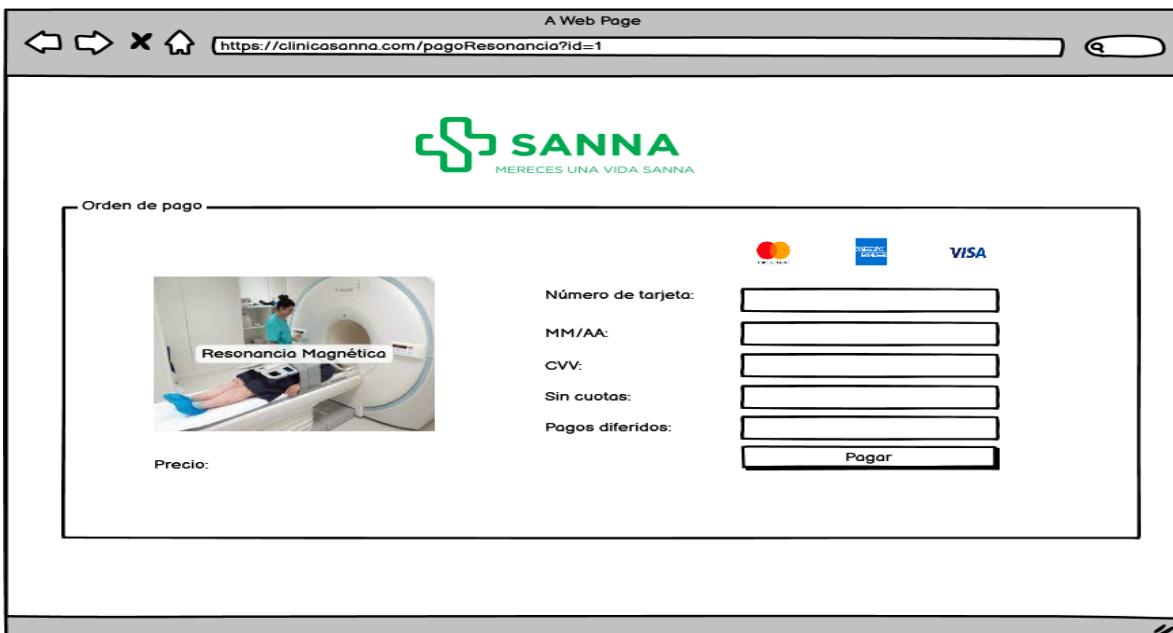 A Web Page
https://clinicasanna.com/pagoResonancia?id=1
SANNA
MERECES UNA VIDA SANNA
Orden de pago
VISA
Número de tarjeta:
Resonancia Magnética
MM/AA:
CVV:
Sin cuotas:
Pagos diferidos:
Precio:
Pagar